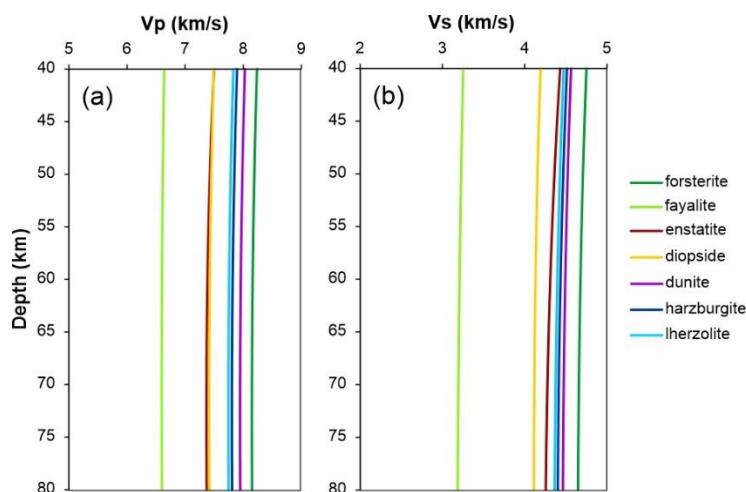 Vp (km/s)
5 6 7 8 9
Vs (km/s)
2 3 4 5
Depth (km)
40
45
50
55
60
65
70
75
80
(a)
40
45
50
55
60
65
70
75
80
(b)
forsterite
fayalite
enstatite
diopside
dunite
harzburgite
lherzolite